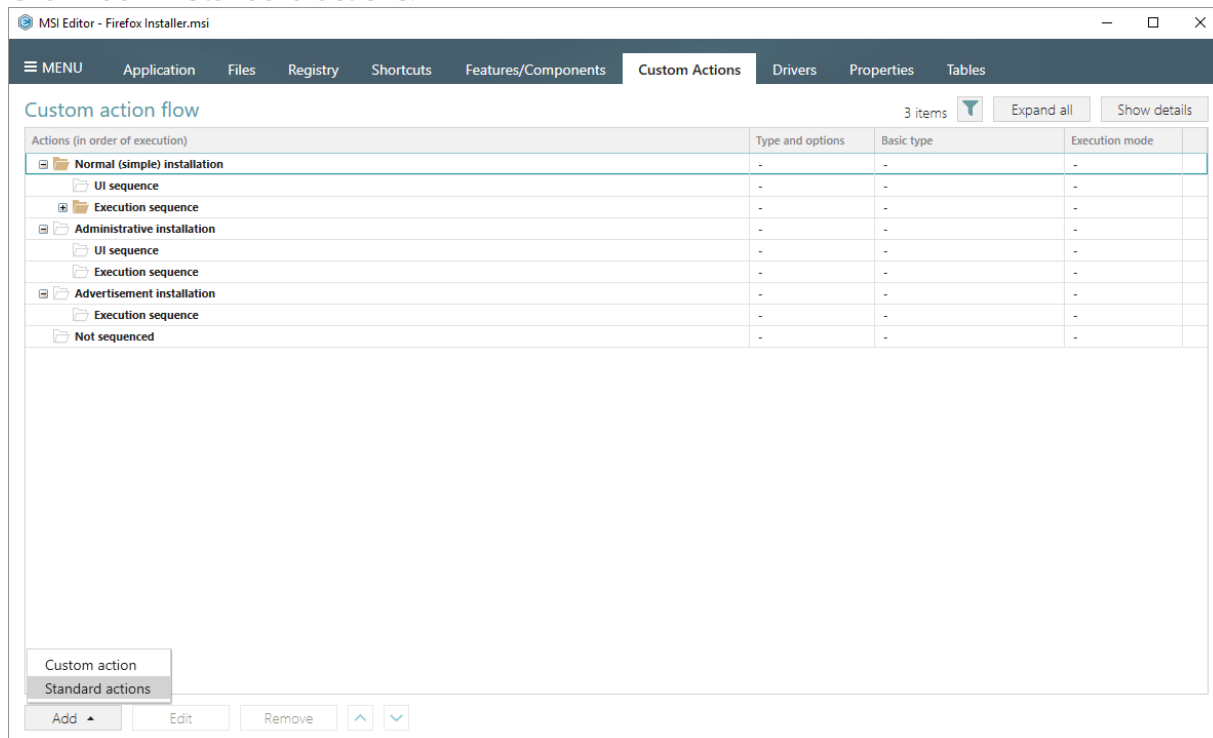 MSI Editor - Firefox Installer.msi
MENU Application Files Registry Shortcuts Features/Components Custom Actions Drivers Properties Tables
Custom action flow 3 items Expand all Show details
Actions (in order of execution) Type and options Basic type Execution mode
Normal (simple) installation - - -
UI sequence - - -
Execution sequence - - -
Administrative installation - - -
UI sequence - - -
Execution sequence - - -
Advertisement installation - - -
Execution sequence - - -
Not sequenced - - -
Custom action
Standard actions
Add Edit Remove